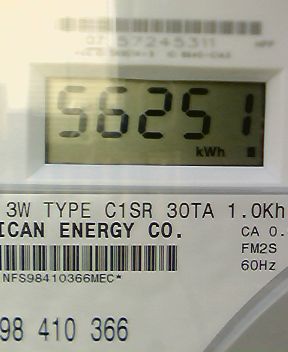 57245311
56251
kWh
3W TYPE C1SR 30TA 1.0Kh
ICAN ENERGY CO.
CA 0.
FM2S
60Hz
NFS98410366MEC*
98 410 366